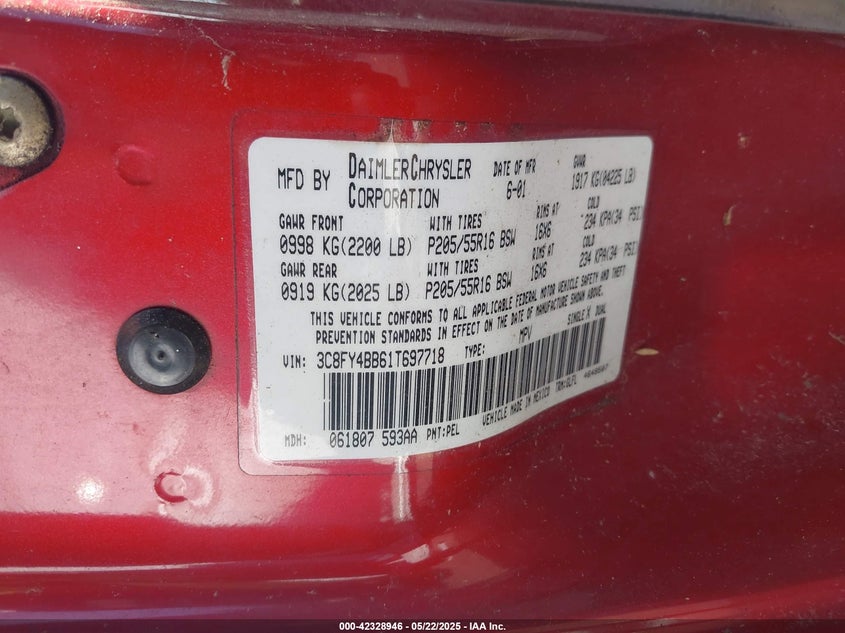 MFD BY DAIMLERCHRYSLER CORPORATION DATE OF MFR 6-01 GVWR 1917 KG(04225 LB)
GAWR FRONT WITH TIRES RIMS AT COLD
0998 KG(2200 LB) P205/55R16 BSW 16X6 234 KPA(34 PSI)
GAWR REAR WITH TIRES RIMS AT COLD
0919 KG(2025 LB) P205/55R16 BSW 16X6 234 KPA(34 PSI)
THIS VEHICLE CONFORMS TO ALL APPLICABLE FEDERAL MOTOR VEHICLE SAFETY AND THEFT
PREVENTION STANDARDS IN EFFECT ON THE DATE OF MANUFACTURE SHOWN ABOVE.
VIN: 3C8FY4BB61T697718 TYPE: MPV SINGLE X DUAL
MDH: 061807 593AA PNT:PEL VEHICLE MADE IN MEXICO TRM:GLFL
000-42328946 - 05/22/2025 - IAA Inc.